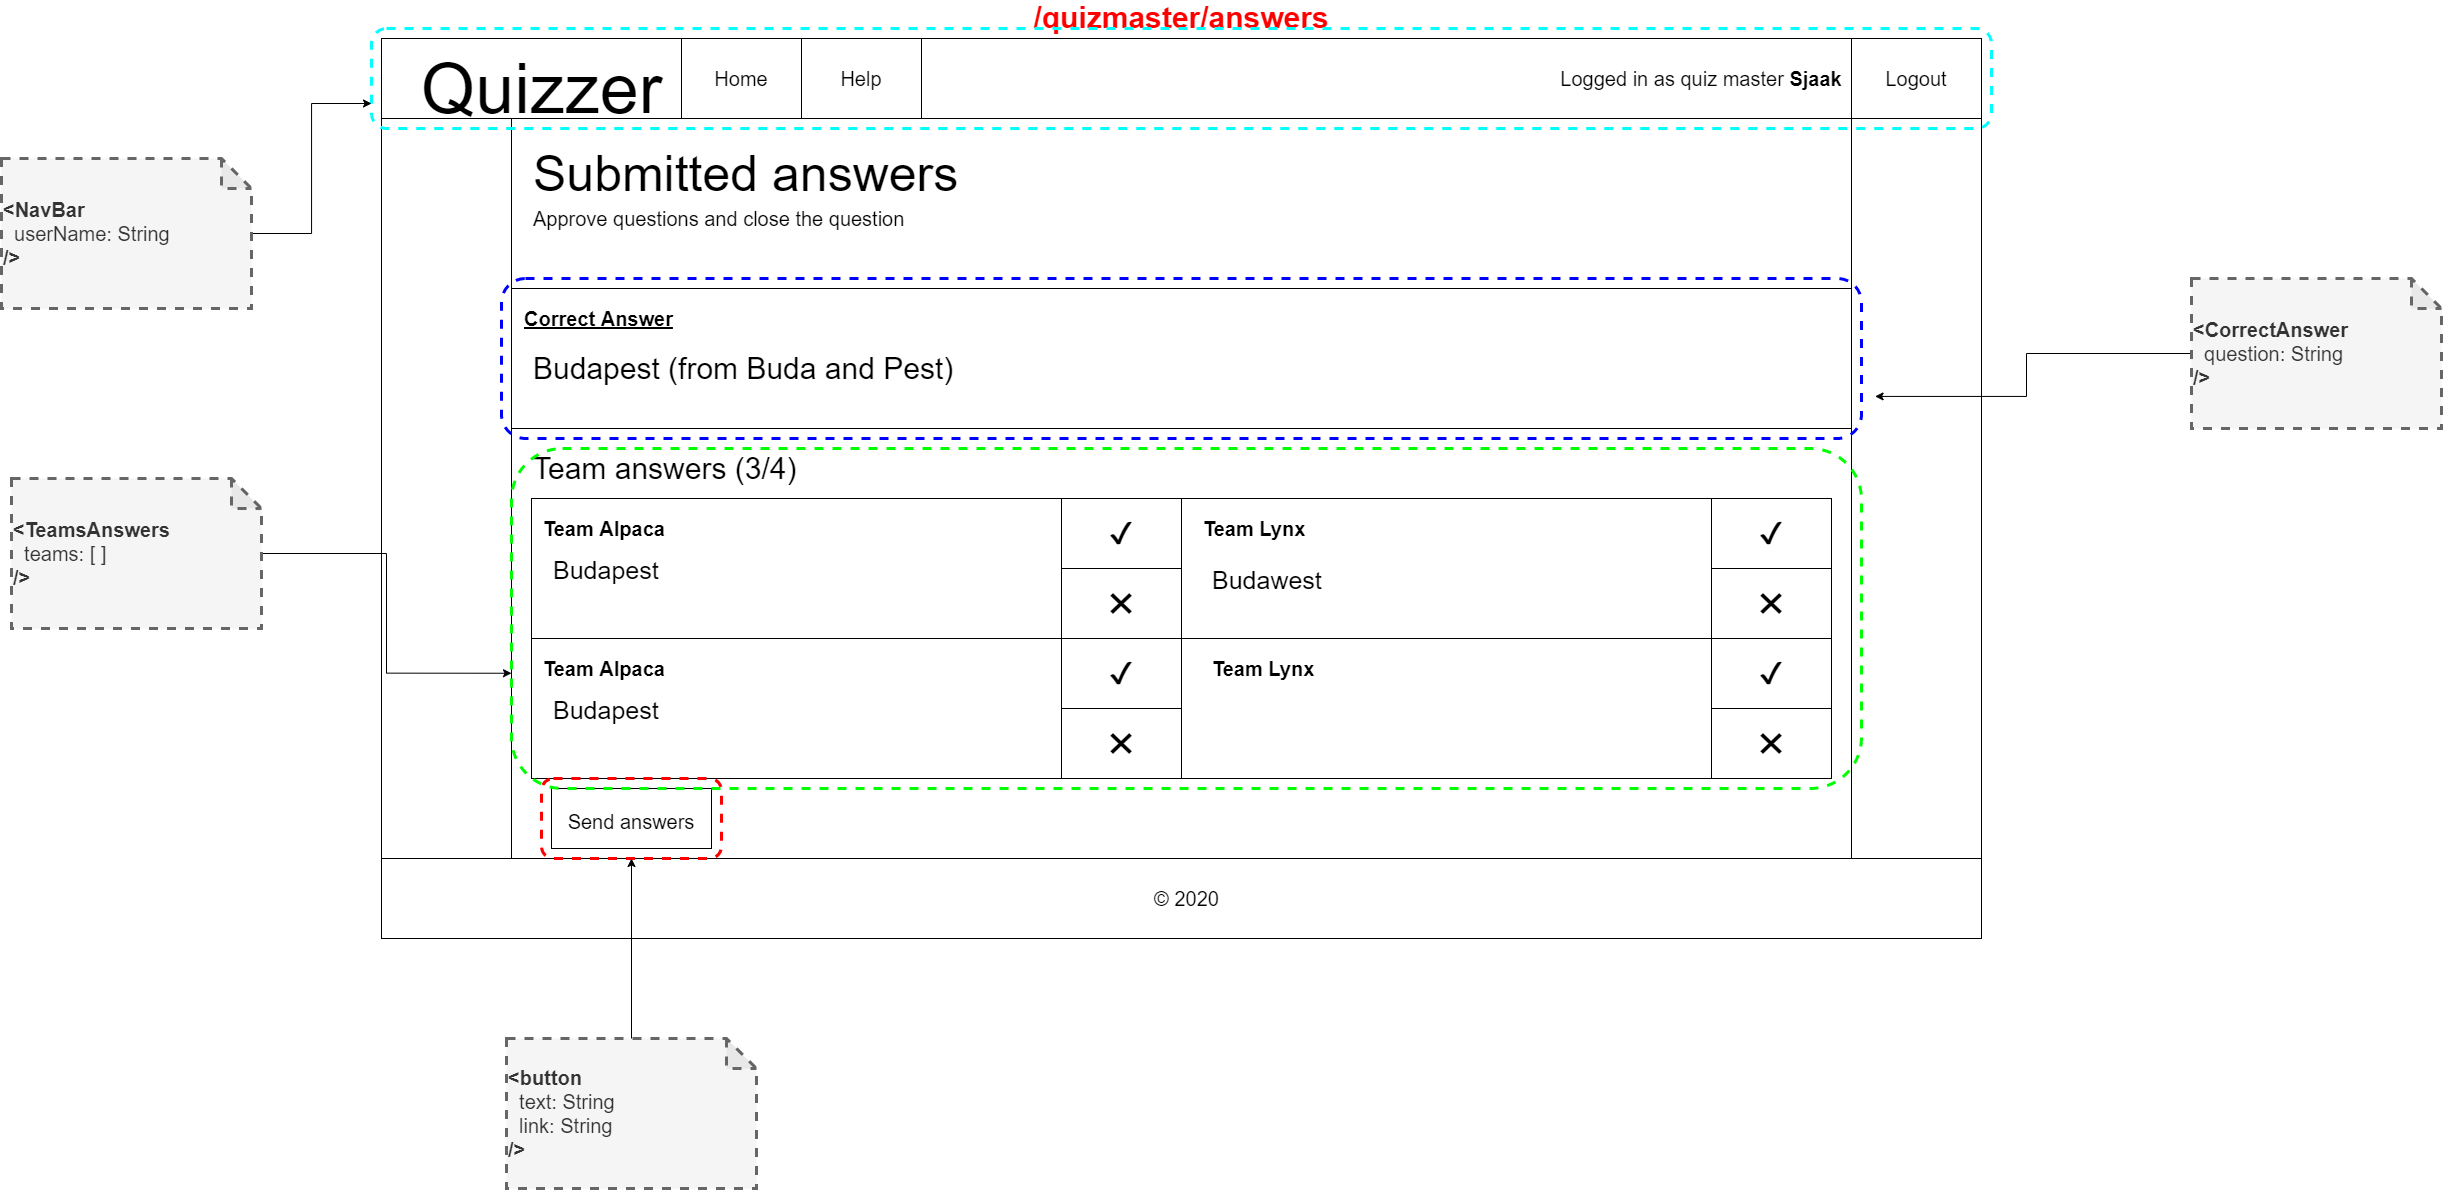 /quizmaster/answers
Quizzer
Home
Help
Logged in as quiz master Sjaak
Logout
<NavBar
userName: String
/>
Submitted answers
Approve questions and close the question
Correct Answer
Budapest (from Buda and Pest)
<CorrectAnswer
question: String
/>
<TeamsAnswers
teams: [ ]
/>
Team answers (3/4)
Team Alpaca
Budapest
✓
✕
Team Lynx
Budawest
✓
✕
Team Alpaca
Budapest
✓
✕
Team Lynx
✓
✕
Send answers
© 2020
<button
text: String
link: String
/>